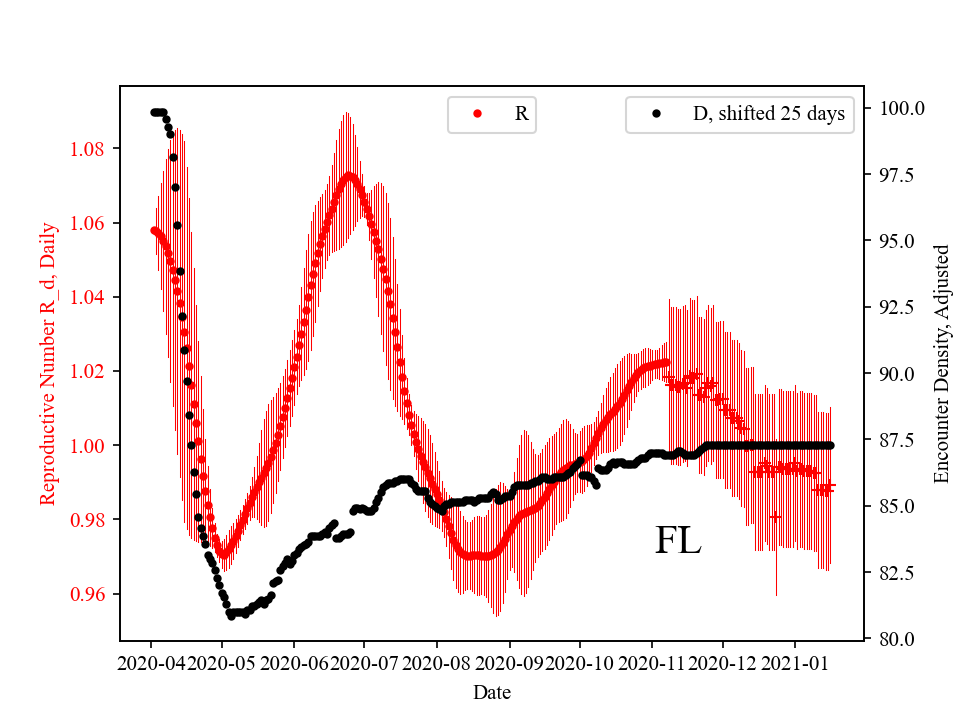 R
D, shifted 25 days
1.08
1.06
1.04
1.02
1.00
0.98
0.96
Reproductive Number R_d, Daily
100.0
97.5
95.0
92.5
90.0
87.5
85.0
82.5
80.0
Encounter Density, Adjusted
FL
2020-04 2020-05 2020-06 2020-07 2020-08 2020-09 2020-10 2020-11 2020-12 2021-01
Date